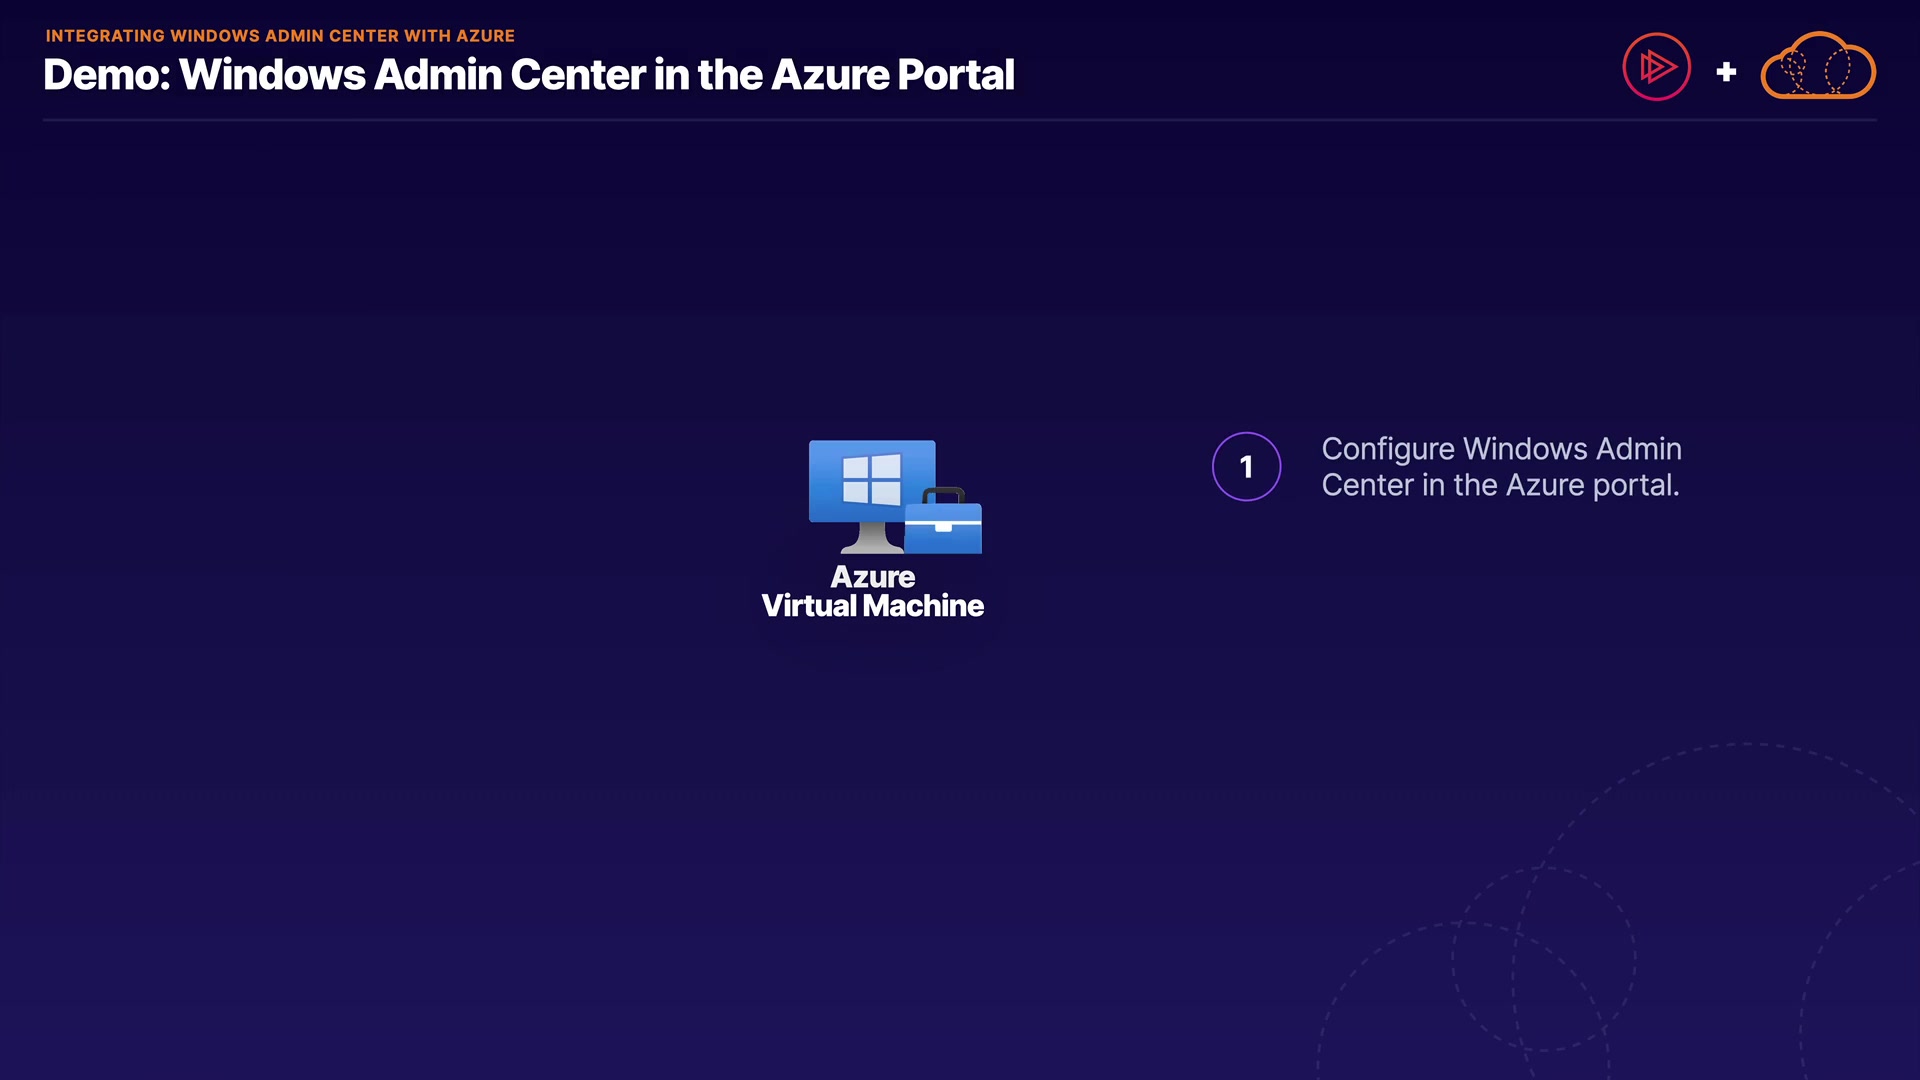 INTEGRATING WINDOWS ADMIN CENTER WITH AZURE
Demo: Windows Admin Center in the Azure Portal
Azure
Virtual Machine
1
Configure Windows Admin
Center in the Azure portal.